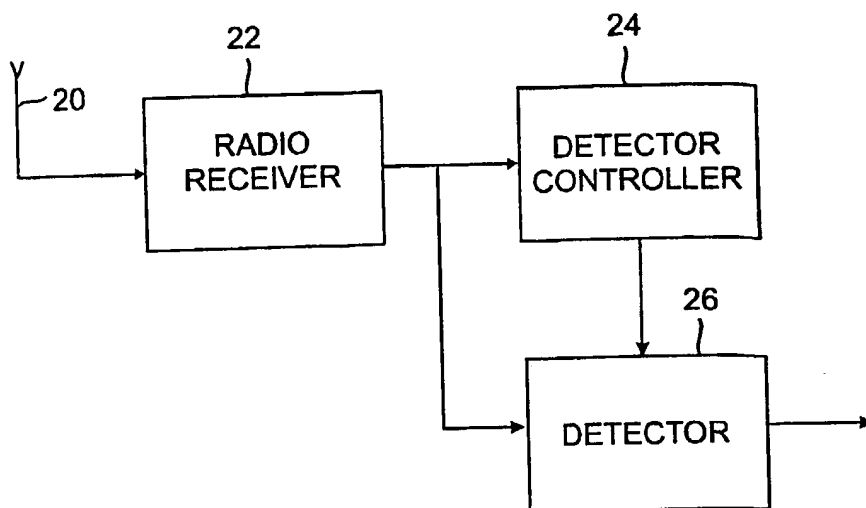 22
24
20
RADIO
RECEIVER
DETECTOR
CONTROLLER
26
DETECTOR